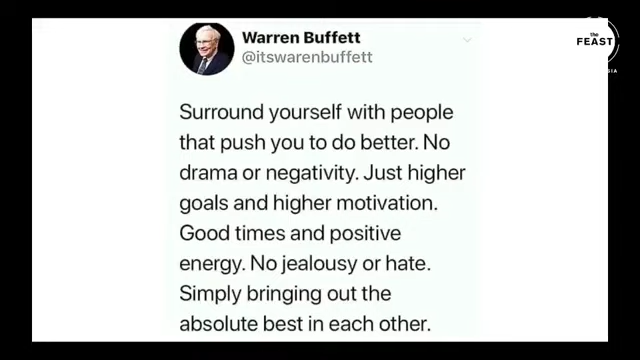 Warren Buffett
@itswarenbuffett
the
FEAST
Surround yourself with people
that push you to do better. No
drama or negativity. Just higher
goals and higher motivation.
Good times and positive
energy. No jealousy or hate.
Simply bringing out the
absolute best in each other.